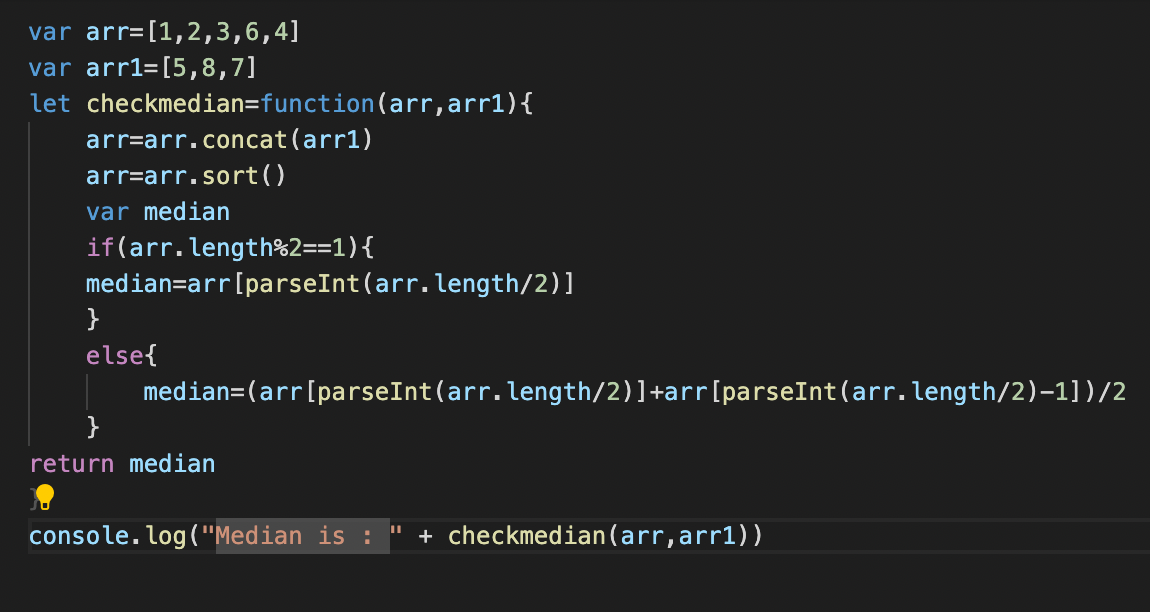 var arr=[1,2,3,6,4]
var arr1=[5,8,7]
let checkmedian=function(arr,arr1){
    arr=arr.concat(arr1)
    arr=arr.sort()
    var median
    if(arr.length%2==1){
    median=arr[parseInt(arr.length/2)]
    }
    else{
        median=(arr[parseInt(arr.length/2)]+arr[parseInt(arr.length/2)-1])/2
    }
return median
}
console.log("Median is : " + checkmedian(arr,arr1))